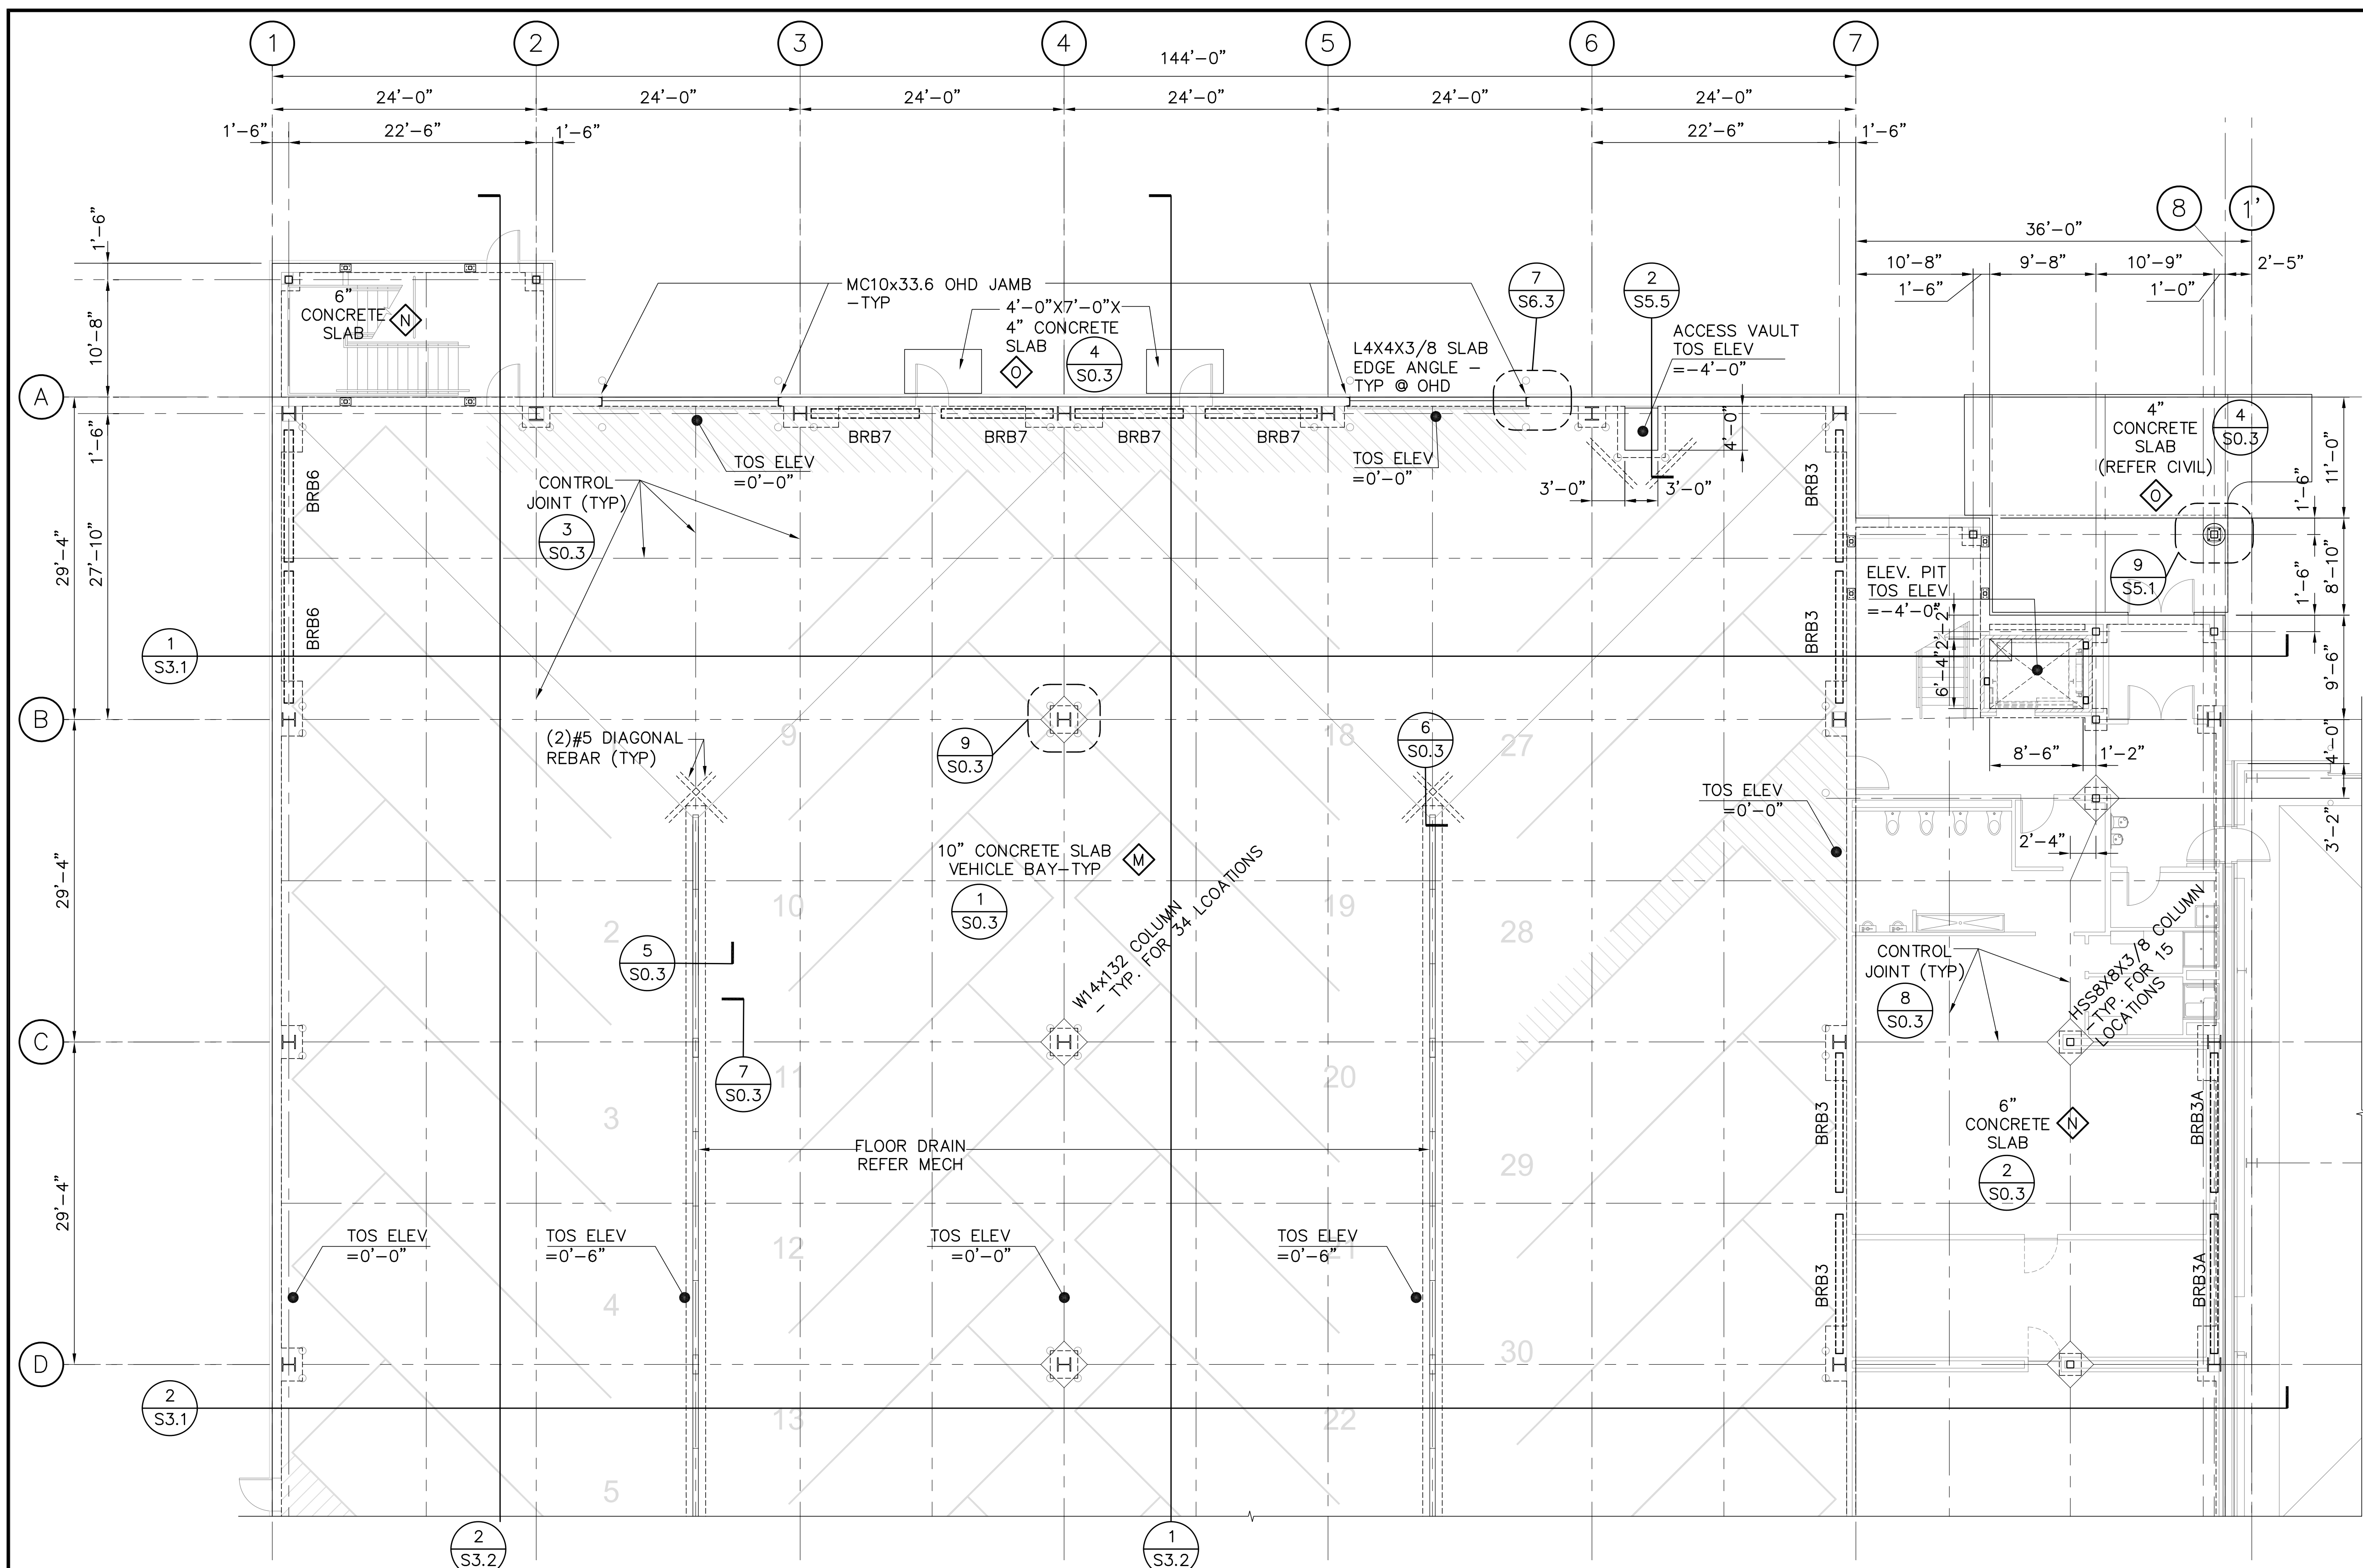 1
2
3
4
5
6
7
144'-0"
24'-0"
24'-0"
24'-0"
24'-0"
24'-0"
24'-0"
1'-6"
22'-6"
1'-6"
22'-6"
1'-6"
8
1'
36'-0"
10'-8"
9'-8"
10'-9"
2'-5"
1'-6"
1'-0"
1'-6"
10'-8"
6"
CONCRETE
SLAB
N
MC10x33.6 OHD JAMB
-TYP
4'-0"X7'-0"X
4" CONCRETE
SLAB
O
4
S0.3
7
S6.3
2
S5.5
L4X4X3/8 SLAB
EDGE ANGLE -
TYP @ OHD
ACCESS VAULT
TOS ELEV
=-4'-0"
A
1'-6"
27'-10"
29'-4"
BRB7
BRB7
BRB7
BRB7
BRB6
BRB6
TOS ELEV
=0'-0"
TOS ELEV
=0'-0"
CONTROL
JOINT (TYP)
3
S0.3
4'-0"
3'-0"
3'-0"
BRB3
BRB3
4"
CONCRETE
SLAB
(REFER CIVIL)
O
4
S0.3
11'-0"
1'-6"
8'-10"
1'-6"
9
S5.1
ELEV. PIT
TOS ELEV
=-4'-0"
2'-2"
6'-4"
9'-6"
1
S3.1
B
(2)#5 DIAGONAL
REBAR (TYP)
9
9
S0.3
18
6
S0.3
27
8'-6"
1'-2"
4'-0"
3'-2"
TOS ELEV
=0'-0"
2'-4"
29'-4"
10" CONCRETE SLAB
VEHICLE BAY-TYP
M
1
S0.3
W14x132 COLUMN
- TYP. FOR 34 LCOATIONS
2
10
19
28
5
S0.3
CONTROL
JOINT (TYP)
8
S0.3
HSS8X8X3/8 COLUMN
-TYP. FOR 15
LOCATIONS
C
7
S0.3
3
11
20
29
FLOOR DRAIN
REFER MECH
BRB3
6"
CONCRETE
SLAB
N
2
S0.3
BRB3A
29'-4"
TOS ELEV
=0'-0"
TOS ELEV
=0'-6"
TOS ELEV
=0'-0"
TOS ELEV
=0'-6"
4
12
21
30
BRB3
BRB3A
D
2
S3.1
13
22
5
2
S3.2
1
S3.2